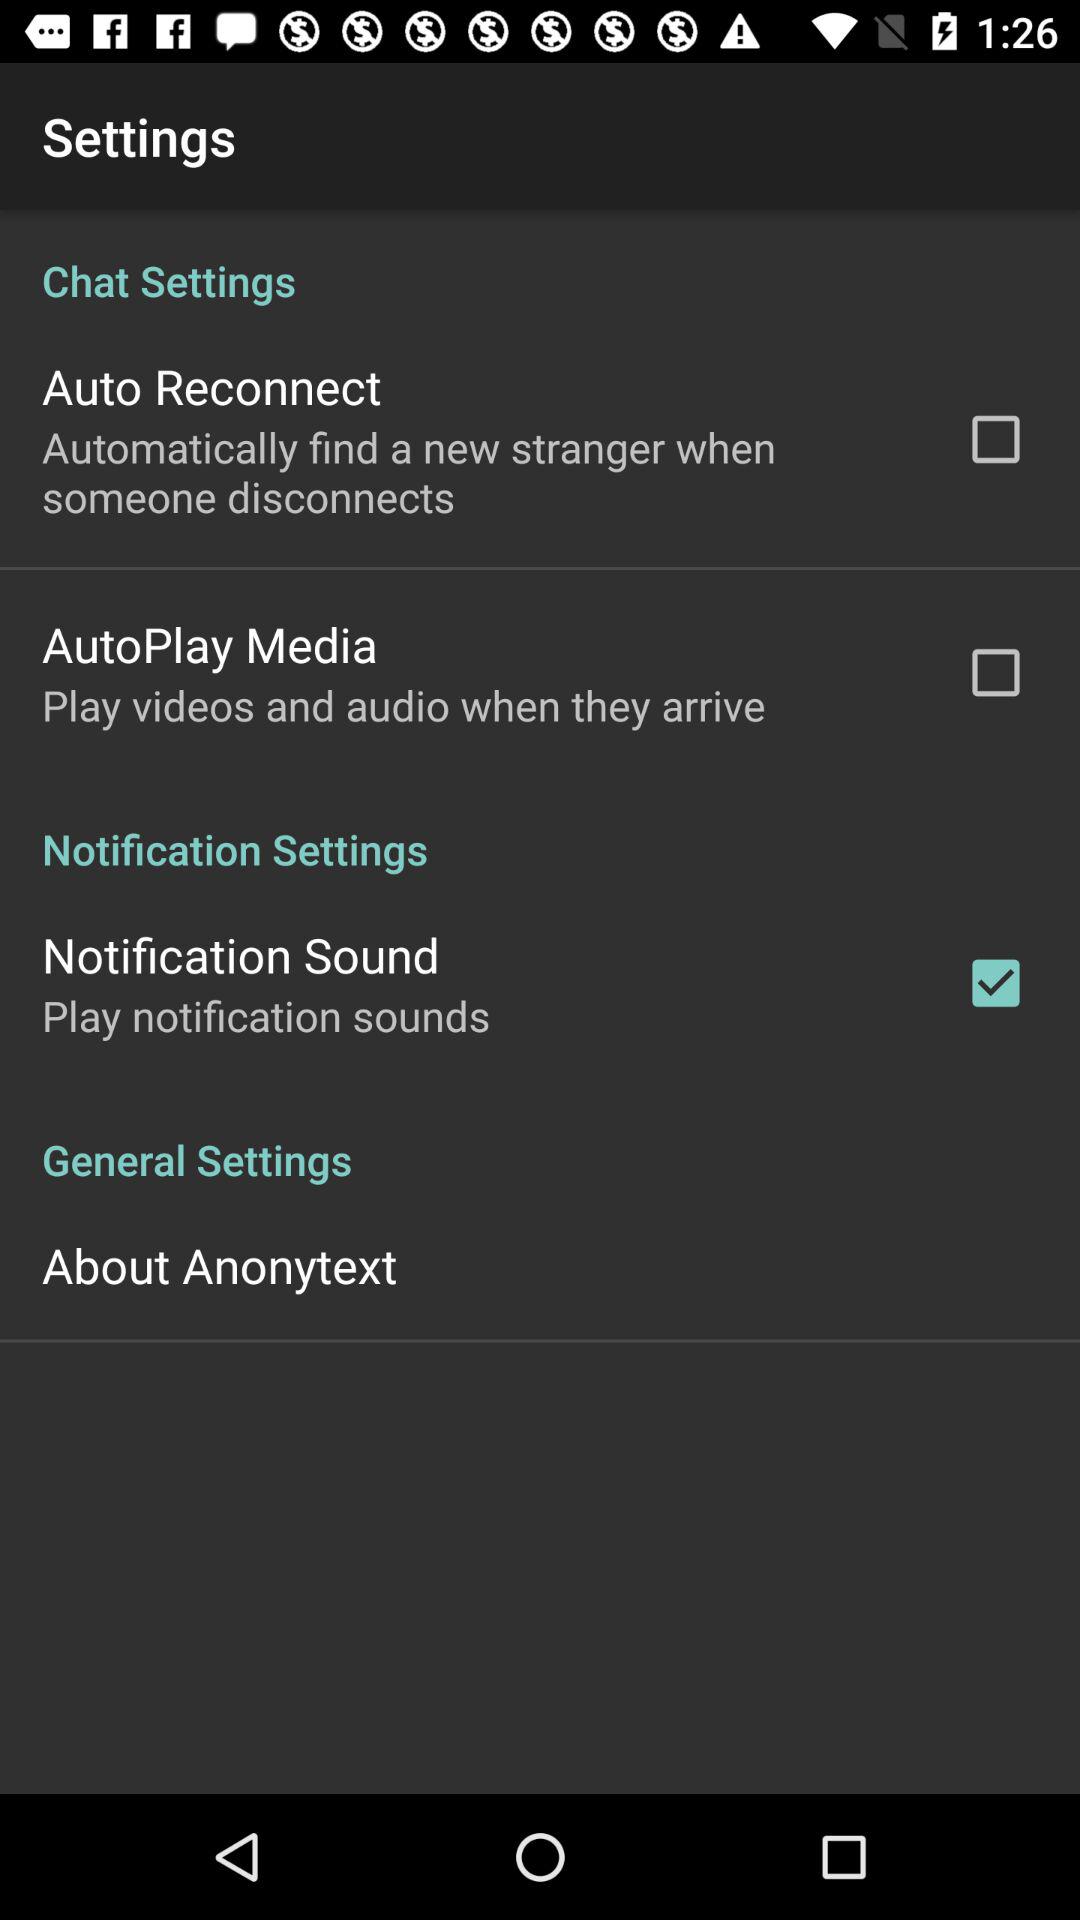 1:26
Settings
Chat Settings
Auto Reconnect
Automatically find a new stranger when
someone disconnects
AutoPlay Media
Play videos and audio when they arrive
Notification Settings
Notification Sound
Play notification sounds
General Settings
About Anonytext